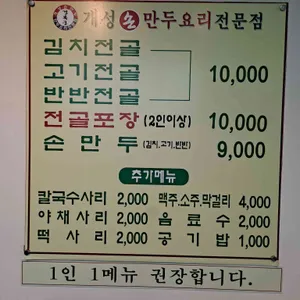 개성 손 만두요리 전문점
김치전골
고기전골 10,000
반반전골
전골포장 (2인이상) 10,000
손만두 (김치,고기,반반) 9,000
추가메뉴
칼국수사리 2,000 맥주,소주,막걸리 4,000
야채사리 2,000 음료수 2,000
떡사리 2,000 공기밥 1,000
1인 1메뉴 권장합니다.